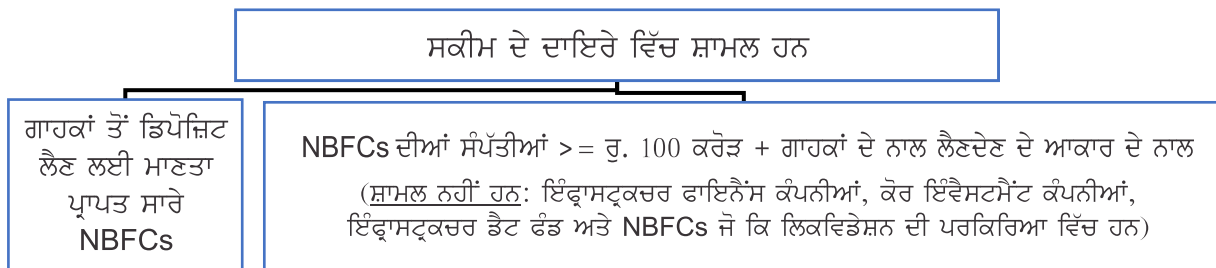 ਸਕੀਮ ਦੇ ਦਾਇਰੇ ਵਿੱਚ ਸ਼ਾਮਲ ਹਨ
ਗਾਹਕਾਂ ਤੋਂ ਡਿਪੋਜ਼ਿਟ
ਲੈਣ ਲਈ ਮਾਣਤਾ
ਪ੍ਰਾਪਤ ਸਾਰੇ
NBFCs
NBFCs ਦੀਆਂ ਸੰਪੱਤੀਆਂ >= ਰੁ. 100 ਕਰੋੜ + ਗਾਹਕਾਂ ਦੇ ਨਾਲ ਲੈਣਦੇਣ ਦੇ ਆਕਾਰ ਦੇ ਨਾਲ
(ਸ਼ਾਮਲ ਨਹੀਂ ਹਨ: ਇੰਫ੍ਰਾਸਟ੍ਰਕਚਰ ਫਾਇਨੈਂਸ ਕੰਪਨੀਆਂ, ਕੋਰ ਇੰਵੈਸਟਮੈਂਟ ਕੰਪਨੀਆਂ,
ਇੰਫ੍ਰਾਸਟ੍ਰਕਚਰ ਡੈਟ ਫੰਡ ਅਤੇ NBFCs ਜੋ ਕਿ ਲਿਕਵਿਡੇਸ਼ਨ ਦੀ ਪਰਕਿਰਿਆ ਵਿੱਚ ਹਨ)